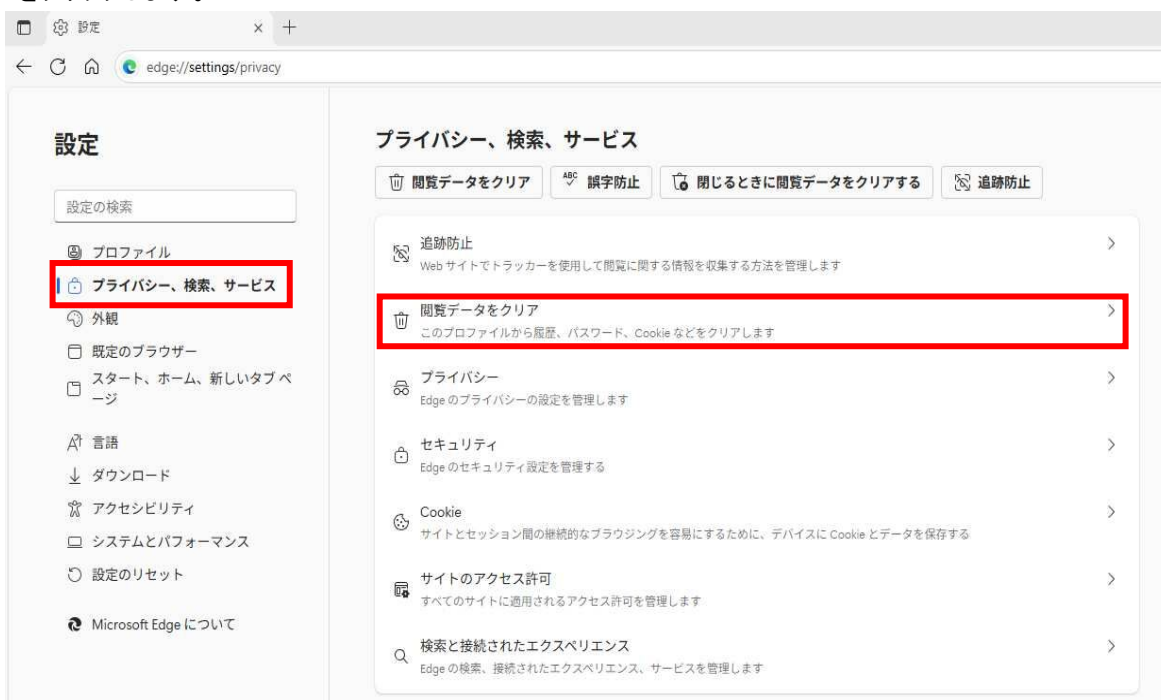 設定
edge://settings/privacy
設定
設定の検索
プロファイル
プライバシー、検索、サービス
外観
既定のブラウザー
スタート、ホーム、新しいタブ ペ
ージ
言語
ダウンロード
アクセシビリティ
システムとパフォーマンス
設定のリセット
Microsoft Edge について
プライバシー、検索、サービス
閲覧データをクリア
ABC 誤字防止
閉じるときに閲覧データをクリアする
追跡防止
追跡防止
Web サイトでトラッカーを使用して閲覧に関する情報を収集する方法を管理します
閲覧データをクリア
このプロファイルから履歴、パスワード、Cookie などをクリアします
プライバシー
Edge のプライバシーの設定を管理します
セキュリティ
Edge のセキュリティ設定を管理する
Cookie
サイトとセッション間の継続的なブラウジングを容易にするために、デバイスに Cookie とデータを保存する
サイトのアクセス許可
すべてのサイトに適用されるアクセス許可を管理します
検索と接続されたエクスペリエンス
Edge の検索、接続されたエクスペリエンス、サービスを管理します